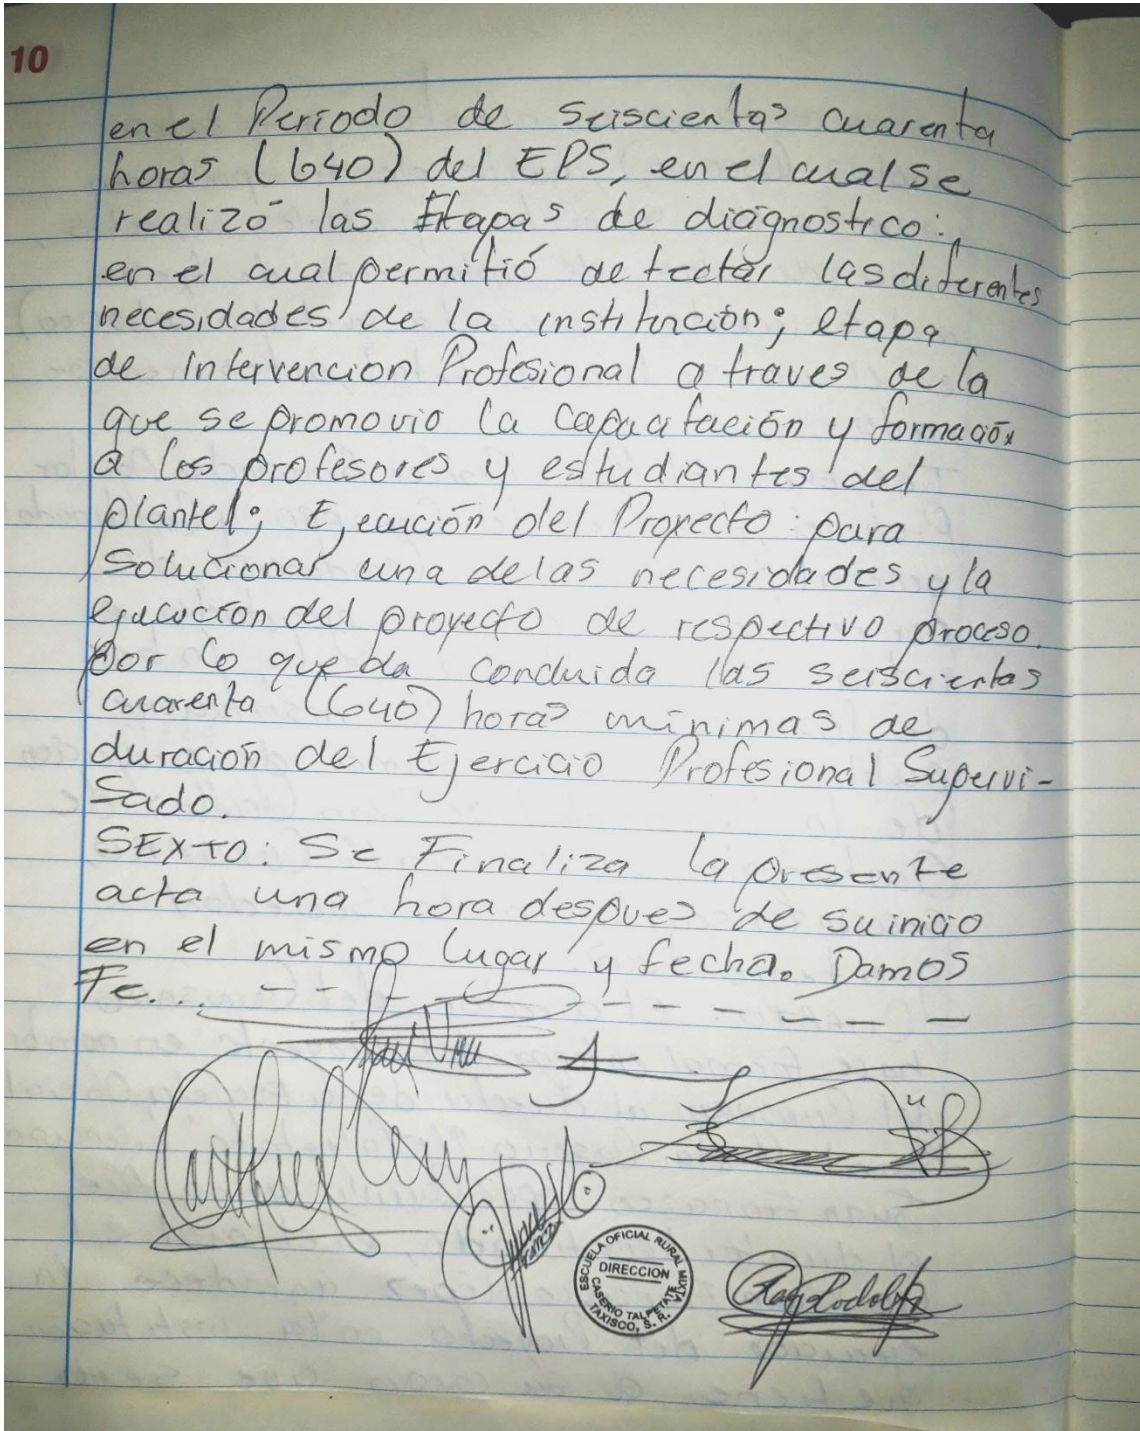 10
en el Periodo de seiscientas cuarenta
horas (640) del EPS, en el cual se
realizó las Etapas de diágnostico:
en el cual permitió detectar las diferentes
necesidades de la institución; etapa
de intervencion Profesional a traves de la
que se promovio la capacitación y formación
a los profesores y estudiantes del
plantel; Ejecución del Proyecto: para
Solucionar una de las necesidades y la
ejecución del proyecto de respectivo proceso.
por lo que da concluida las seiscientas
cuarenta (640) horas mínimas de
duración del Ejercicio Profesional Supervi-
sado.
SEXTO: Se Finaliza la presente
acta una hora despues de su inicio
en el mismo lugar y fecha. Damos
Fe... - - - - - - - - - -
ESCUELA OFICIAL RURAL MIXTA
DIRECCION
CASERIO TALPETATE
TAXISCO, S. R.